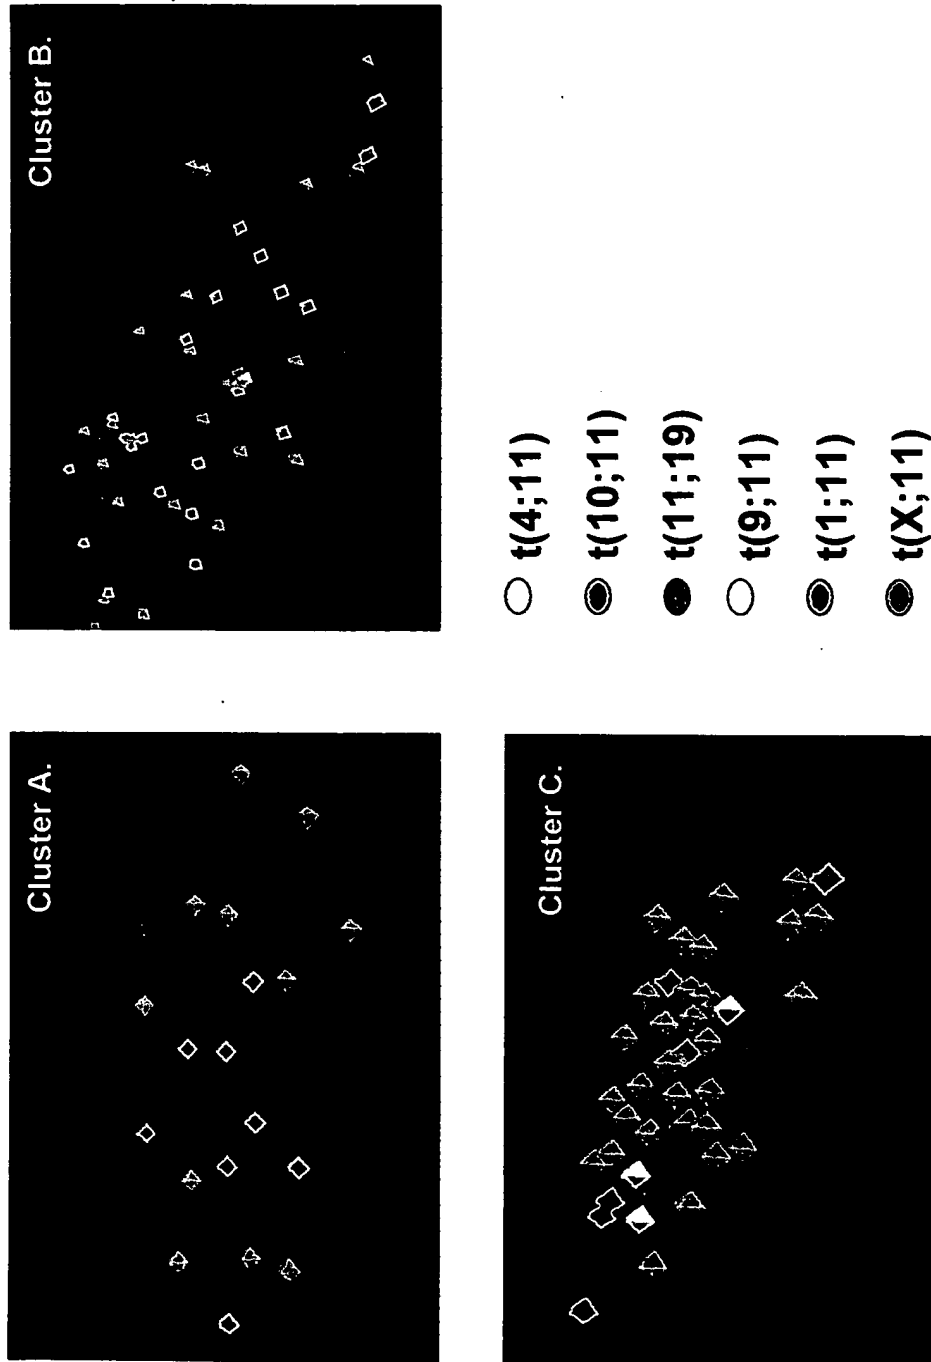 Cluster A.
Cluster B.
Cluster C.
t(4;11)
t(10;11)
t(11;19)
t(9;11)
t(1;11)
t(X;11)